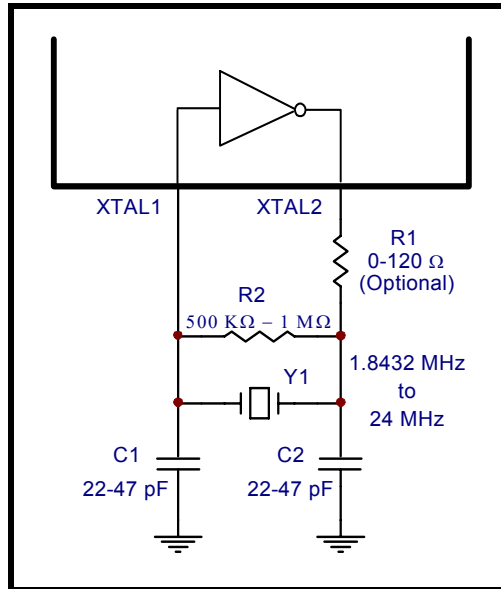 XTAL1
XTAL2
R1
0-120 Ω
(Optional)
R2
500 KΩ – 1 MΩ
Y1
1.8432 MHz
to
24 MHz
C1
22-47 pF
C2
22-47 pF